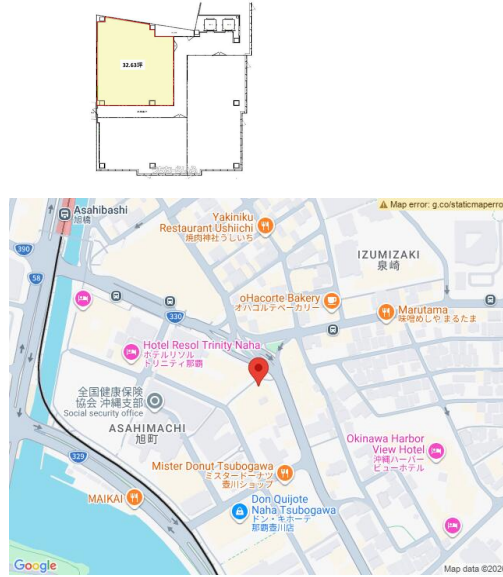 32.63坪
Map error: g.co/staticmaperro
Asahibashi
旭橋
Yakiniku
Restaurant Ushiichi
焼肉神社うしいち
390
58
IZUMIZAKI
泉崎
oHacorte Bakery
オハコルテベーカリー
Marutama
味噌めしや まるたま
330
Hotel Resol Trinity Naha
ホテルリソル
トリニティ那覇
全国健康保険
協会 沖縄支部
Social security office
ASAHIMACHI
旭町
Okinawa Harbor
View Hotel
沖縄ハーバー
ビューホテル
329
Mister Donut Tsubogawa
ミスタードーナツ
壺川ショップ
MAIKAI
Don Quijote
Naha Tsubogawa
ドン・キホーテ
那覇壺川店
Google
Map data ©202